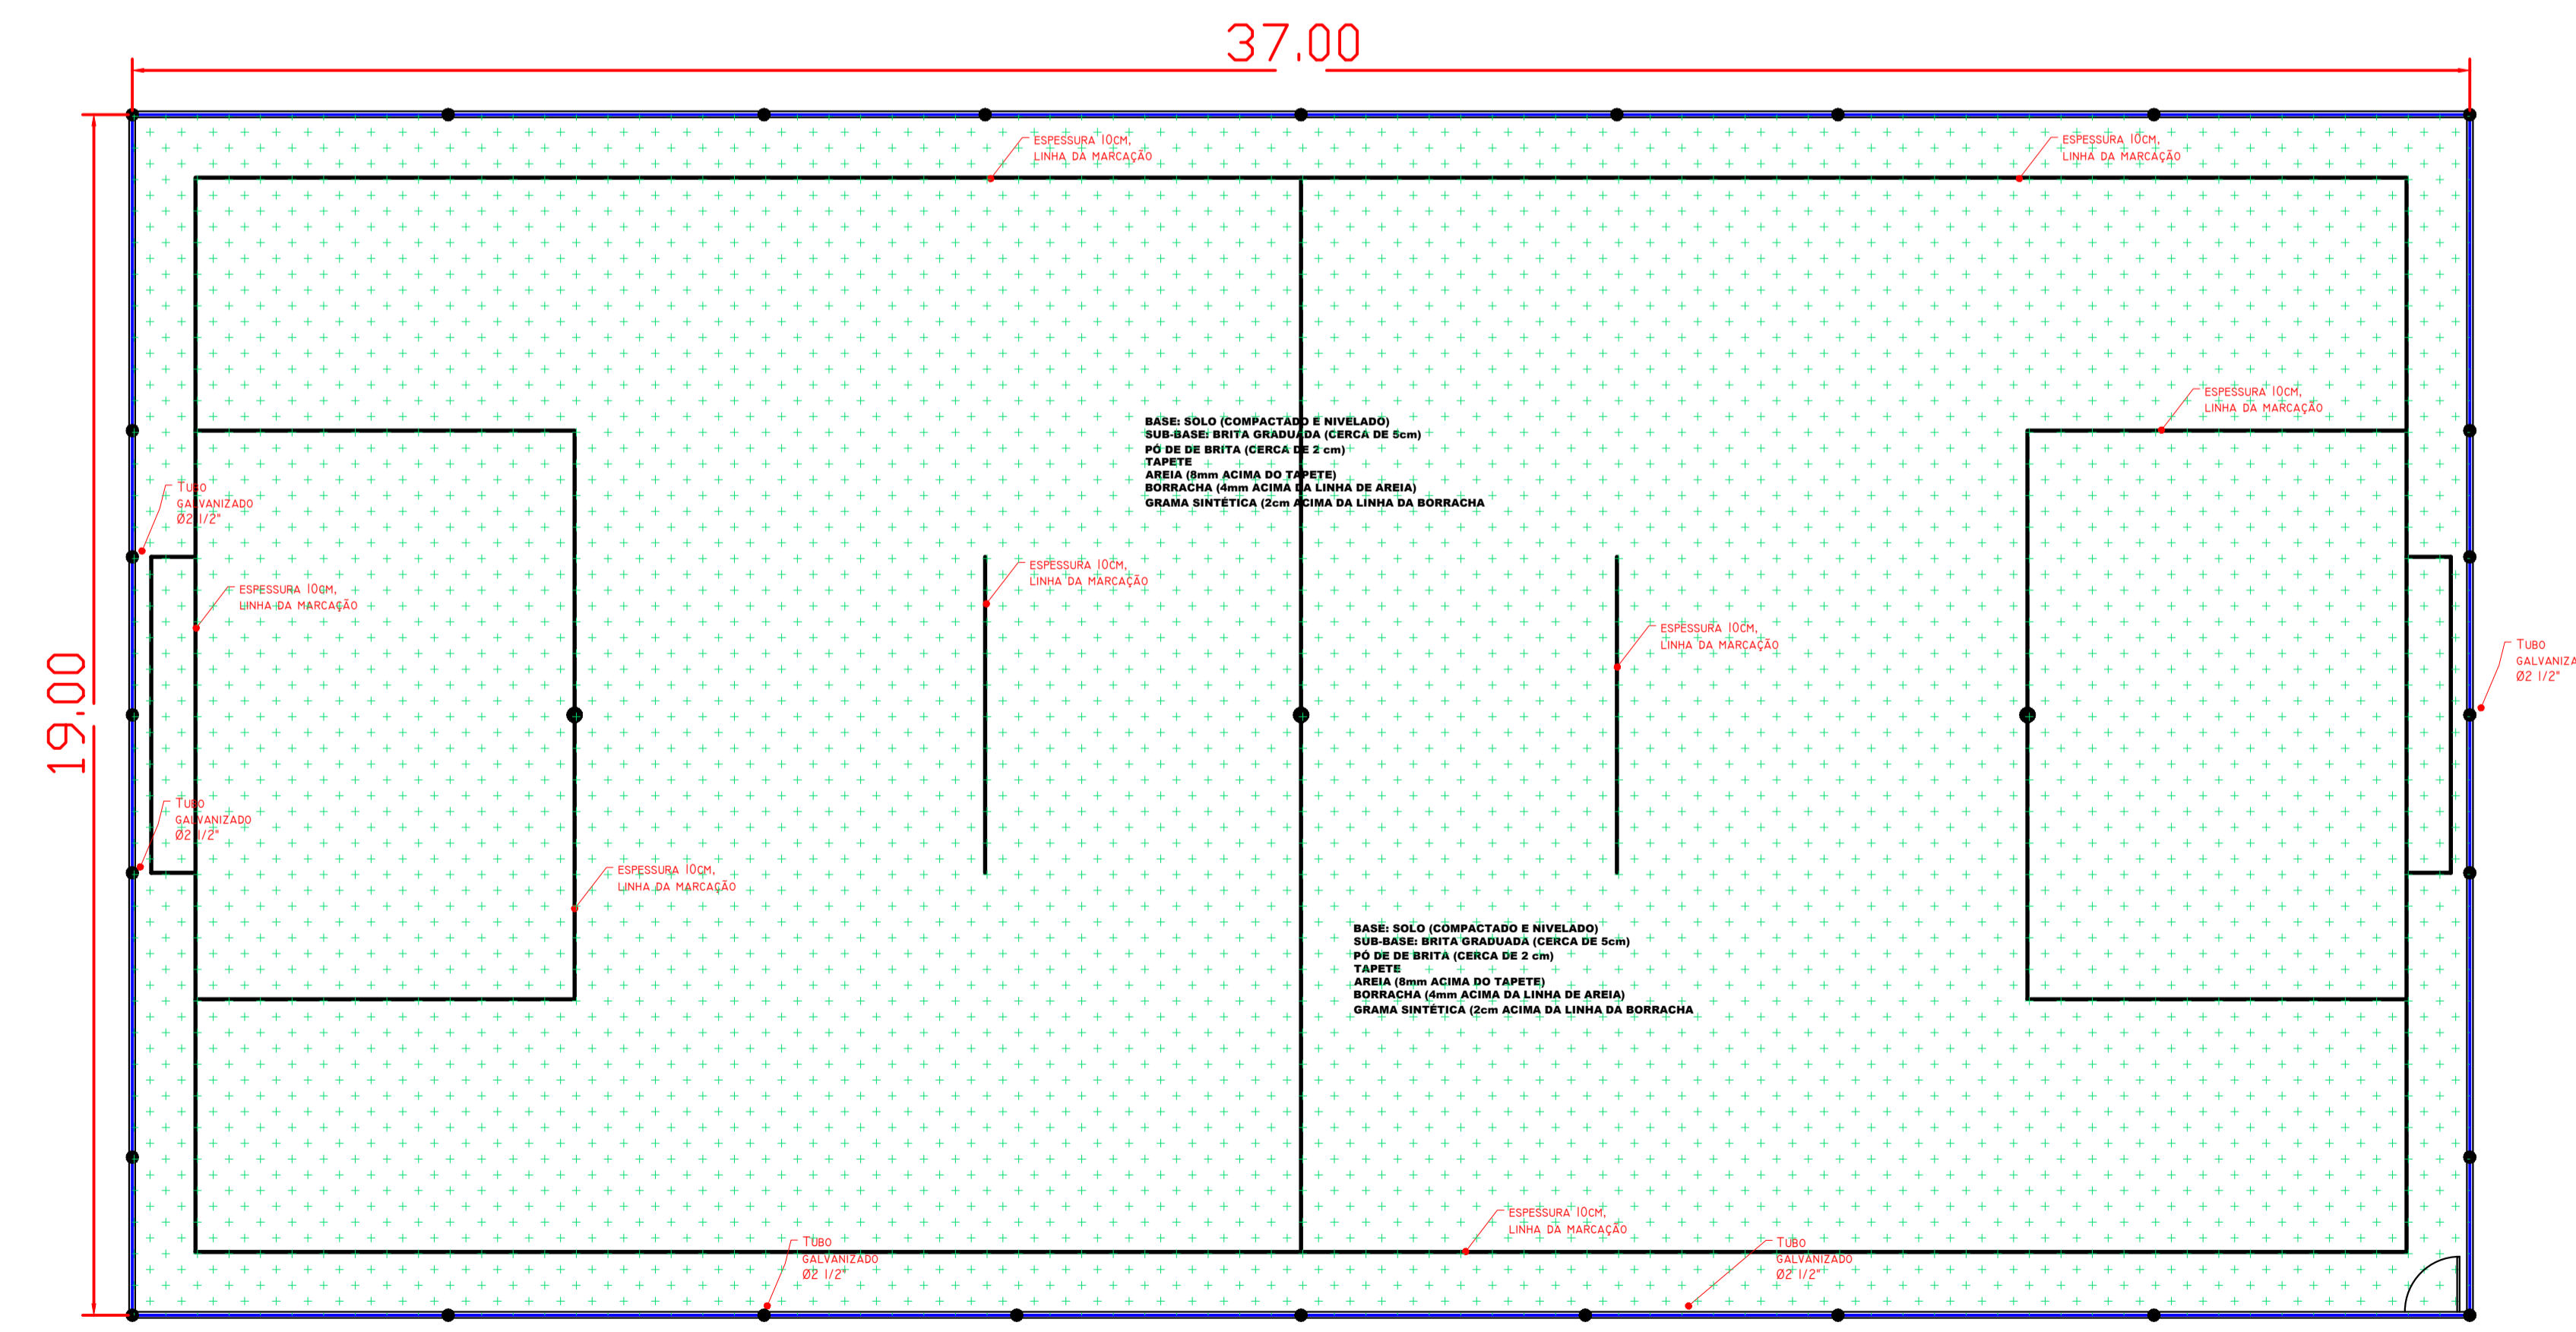 37.00
ESPESSURA 10CM,
LINHA DA MARCAÇÃO
ESPESSURA 10CM,
LINHA DA MARCAÇÃO
ESPESSURA 10CM,
LINHA DA MARCAÇÃO
BASE: SOLO (COMPACTADO E NIVELADO)
SUB-BASE: BRITA GRADUADA (CERCA DE 5cm)
PÓ DE DE BRITA (CERCA DE 2 cm)
TAPETE
AREIA (8mm ACIMA DO TAPETE)
BORRACHA (4mm ACIMA DA LINHA DE AREIA)
GRAMA SINTÉTICA (2cm ACIMA DA LINHA DA BORRACHA
TUBO
GALVANIZADO
Ø2 1/2"
ESPESSURA 10CM,
LINHA DA MARCAÇÃO
ESPESSURA 10CM,
LINHA DA MARCAÇÃO
ESPESSURA 10CM,
LINHA DA MARCAÇÃO
TUBO
GALVANIZA
Ø2 1/2"
19.00
TUBO
GALVANIZADO
Ø2 1/2"
ESPESSURA 10CM,
LINHA DA MARCAÇÃO
BASE: SOLO (COMPACTADO E NIVELADO)
SUB-BASE: BRITA GRADUADA (CERCA DE 5cm)
PÓ DE DE BRITA (CERCA DE 2 cm)
TAPETE
AREIA (8mm ACIMA DO TAPETE)
BORRACHA (4mm ACIMA DA LINHA DE AREIA)
GRAMA SINTÉTICA (2cm ACIMA DA LINHA DA BORRACHA
ESPESSURA 10CM,
LINHA DA MARCAÇÃO
TUBO
GALVANIZADO
Ø2 1/2"
TUBO
GALVANIZADO
Ø2 1/2"